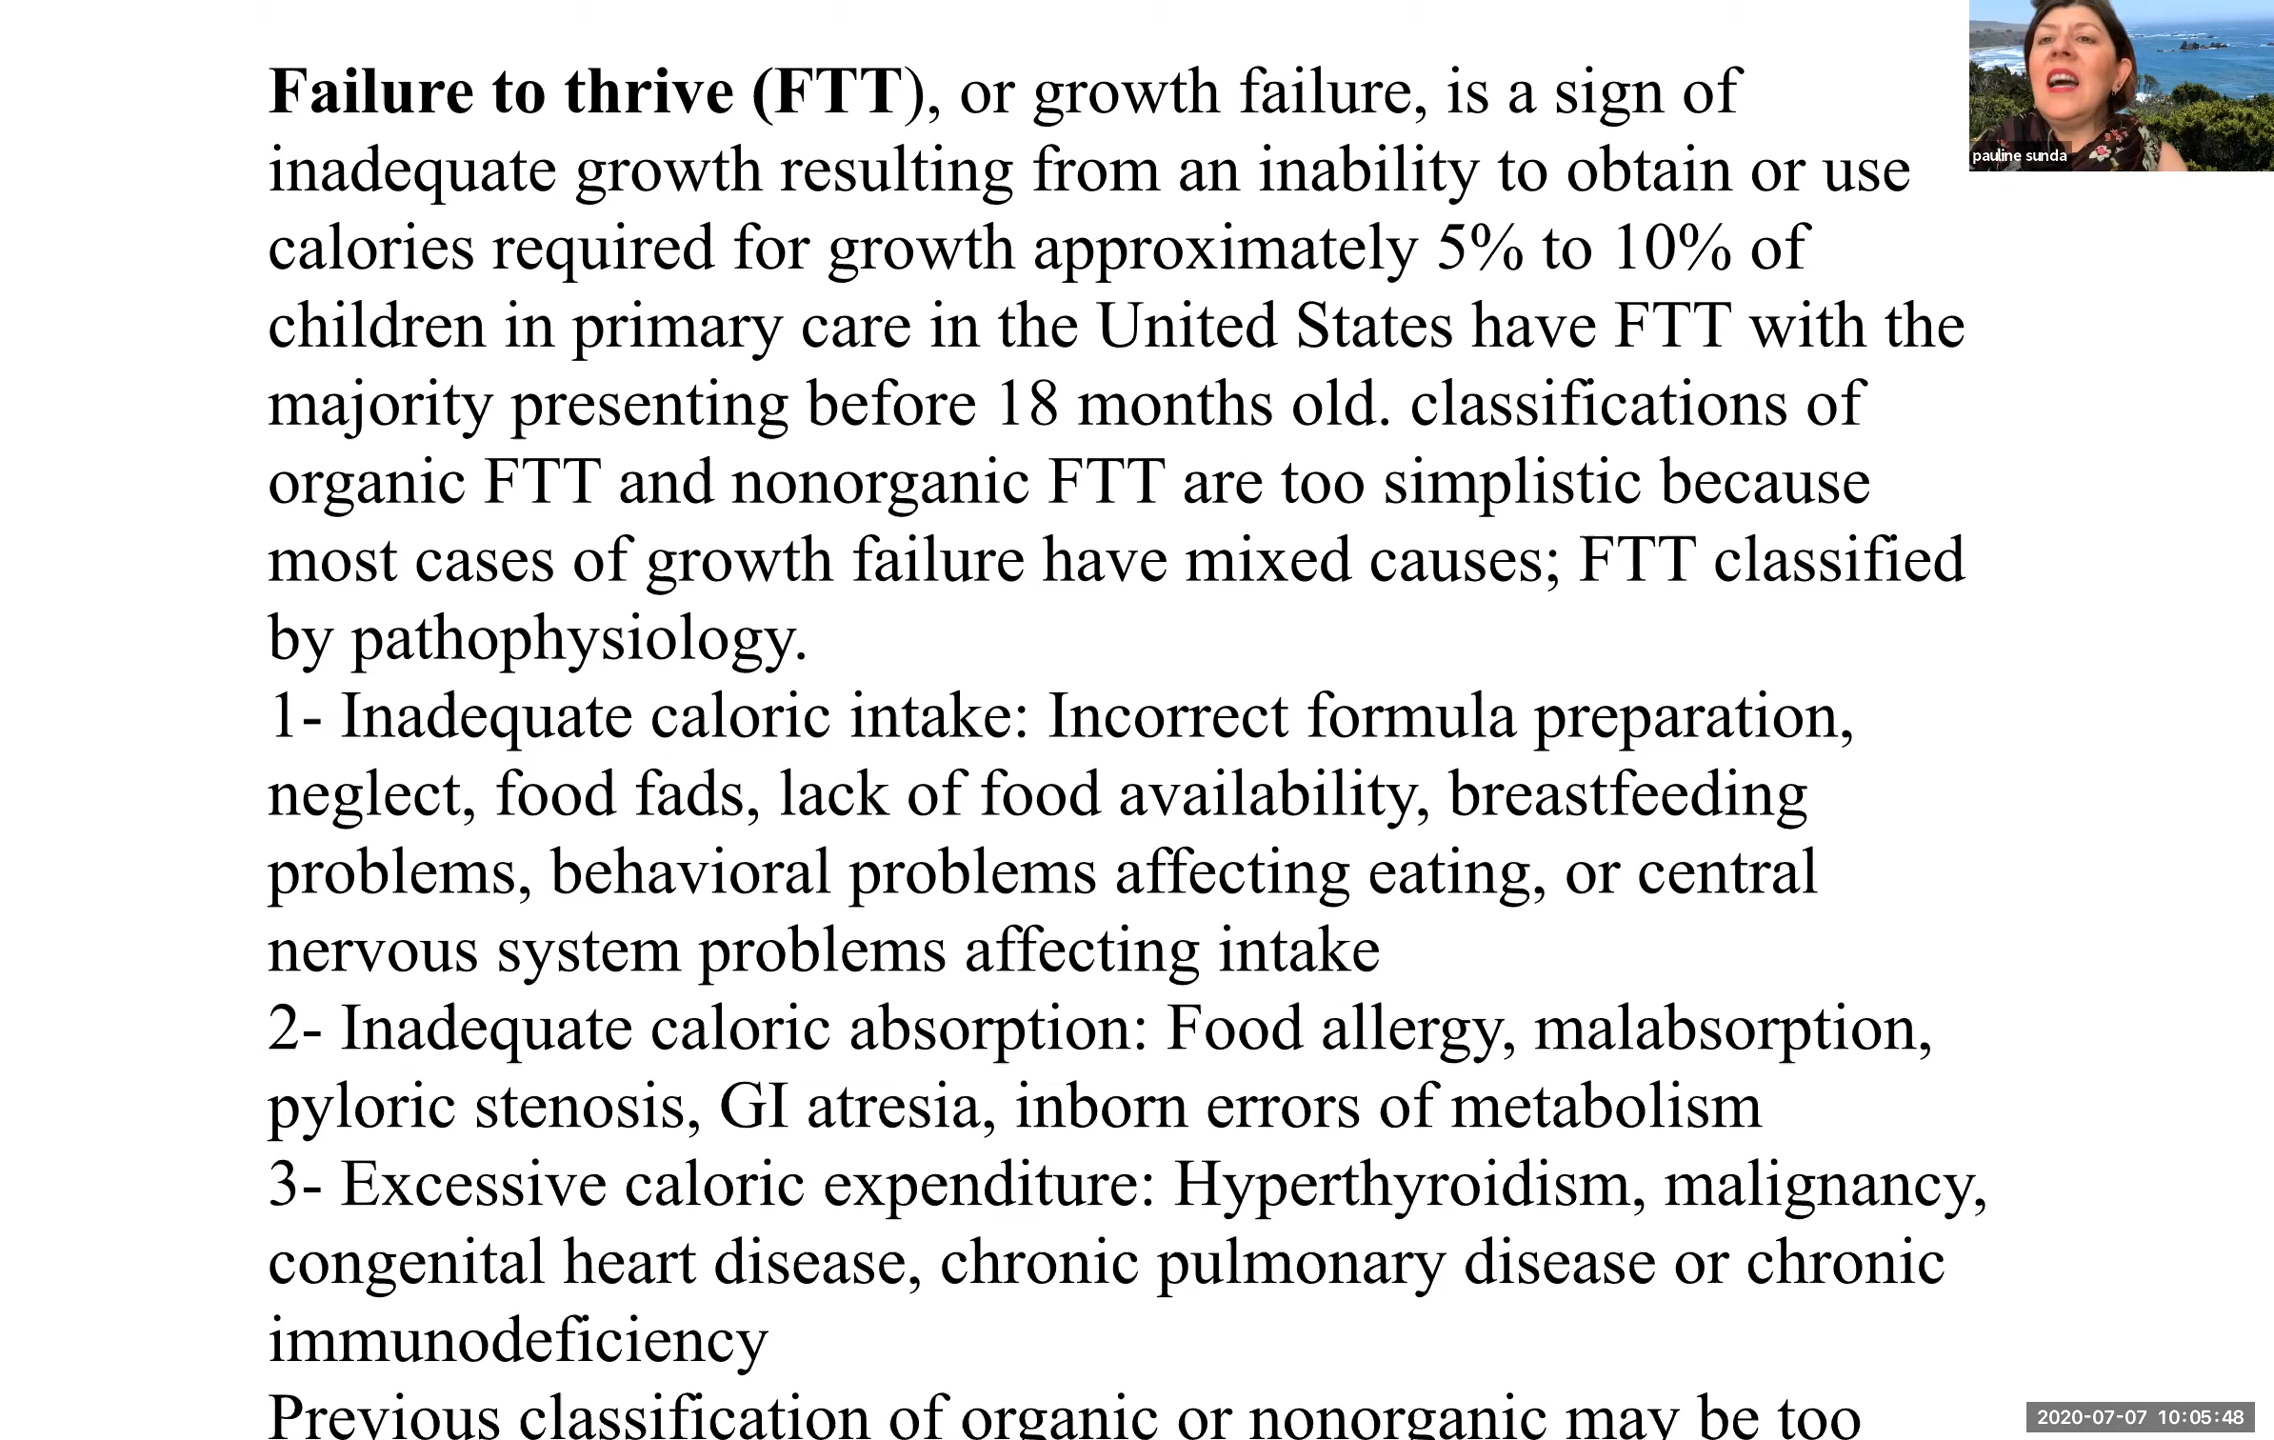 Failure to thrive (FTT), or growth failure, is a sign of
inadequate growth resulting from an inability to obtain or use
calories required for growth approximately 5% to 10% of
children in primary care in the United States have FTT with the
majority presenting before 18 months old. classifications of
organic FTT and nonorganic FTT are too simplistic because
most cases of growth failure have mixed causes; FTT classified
by pathophysiology.
1- Inadequate caloric intake: Incorrect formula preparation,
neglect, food fads, lack of food availability, breastfeeding
problems, behavioral problems affecting eating, or central
nervous system problems affecting intake
2- Inadequate caloric absorption: Food allergy, malabsorption,
pyloric stenosis, GI atresia, inborn errors of metabolism
3- Excessive caloric expenditure: Hyperthyroidism, malignancy,
congenital heart disease, chronic pulmonary disease or chronic
immunodeficiency
Previous classification of organic or nonorganic may be too
pauline sunda
2020-07-07 10:05:48